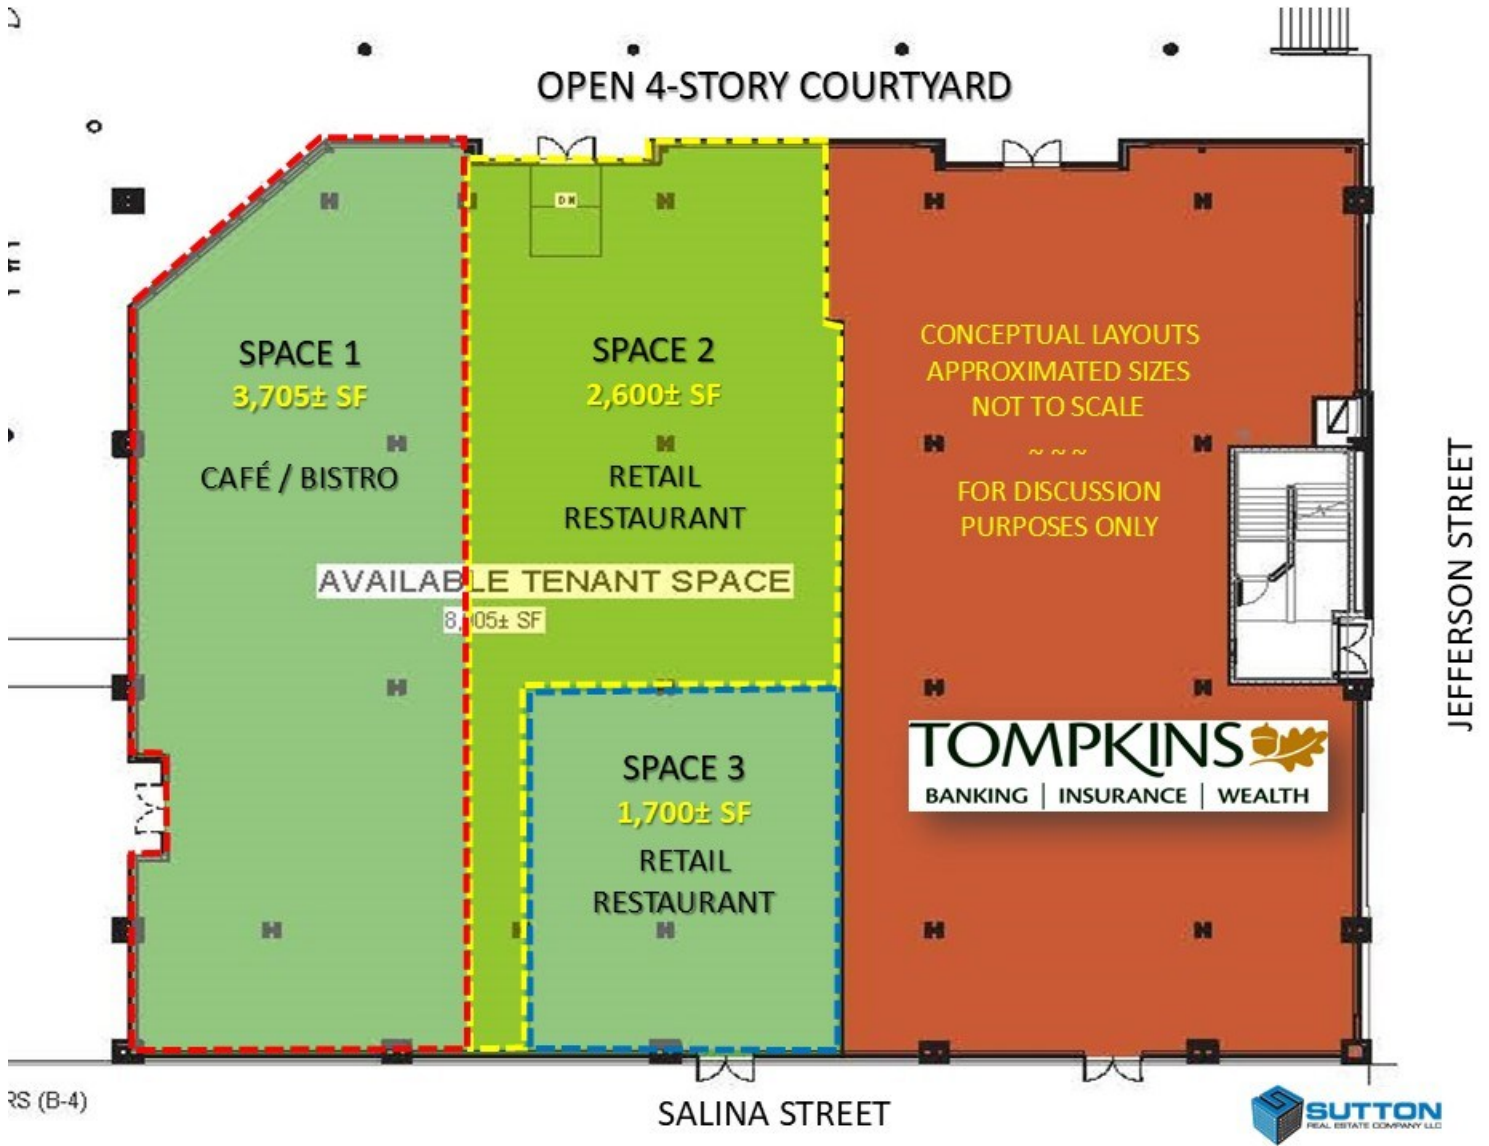 OPEN 4-STORY COURTYARD
DN
SPACE 1
3,705± SF
CAFÉ / BISTRO
SPACE 2
2,600± SF
RETAIL
RESTAURANT
CONCEPTUAL LAYOUTS
APPROXIMATED SIZES
NOT TO SCALE
~ ~ ~
FOR DISCUSSION
PURPOSES ONLY
AVAILABLE TENANT SPACE
SF
SPACE 3
1,700± SF
RETAIL
RESTAURANT
TOMPKINS
BANKING | INSURANCE | WEALTH
JEFFERSON STREET
SALINA STREET
RS (B-4)
SUTTON
REAL ESTATE COMPANY LLC